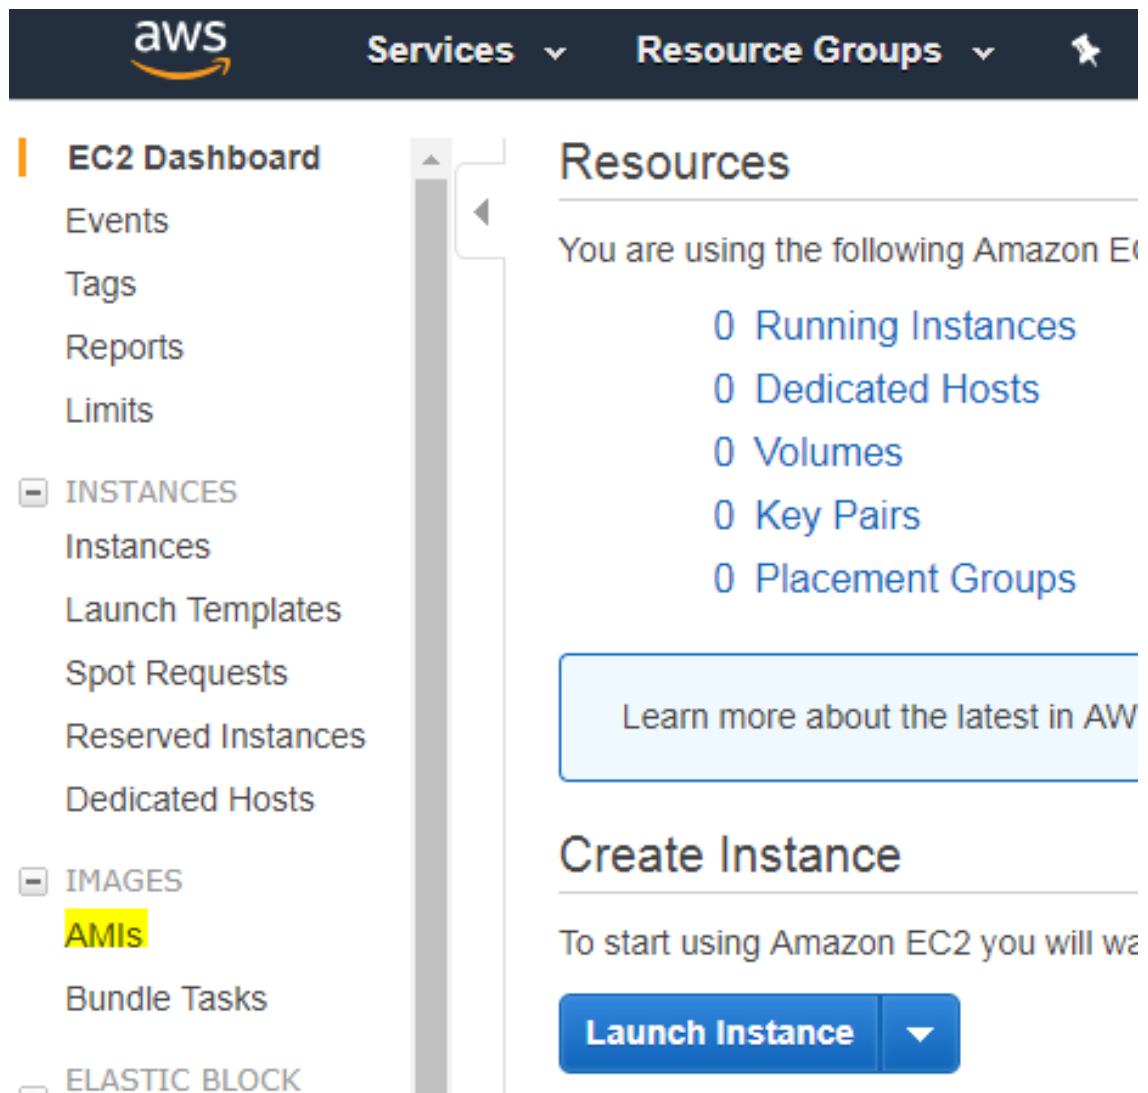 aws Services Resource Groups
EC2 Dashboard
Events
Tags
Reports
Limits
INSTANCES
Instances
Launch Templates
Spot Requests
Reserved Instances
Dedicated Hosts
IMAGES
AMIs
Bundle Tasks
ELASTIC BLOCK
Resources
You are using the following Amazon
0 Running Instances
0 Dedicated Hosts
0 Volumes
0 Key Pairs
0 Placement Groups
Learn more about the latest in AW
Create Instance
To start using Amazon EC2 you will wa
Launch Instance